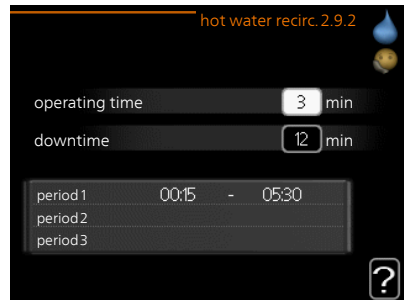 hot water recirc. 2.9.2
operating time 3 min
downtime 12 min
period 1 00:15 - 05:30
period 2
period 3
?